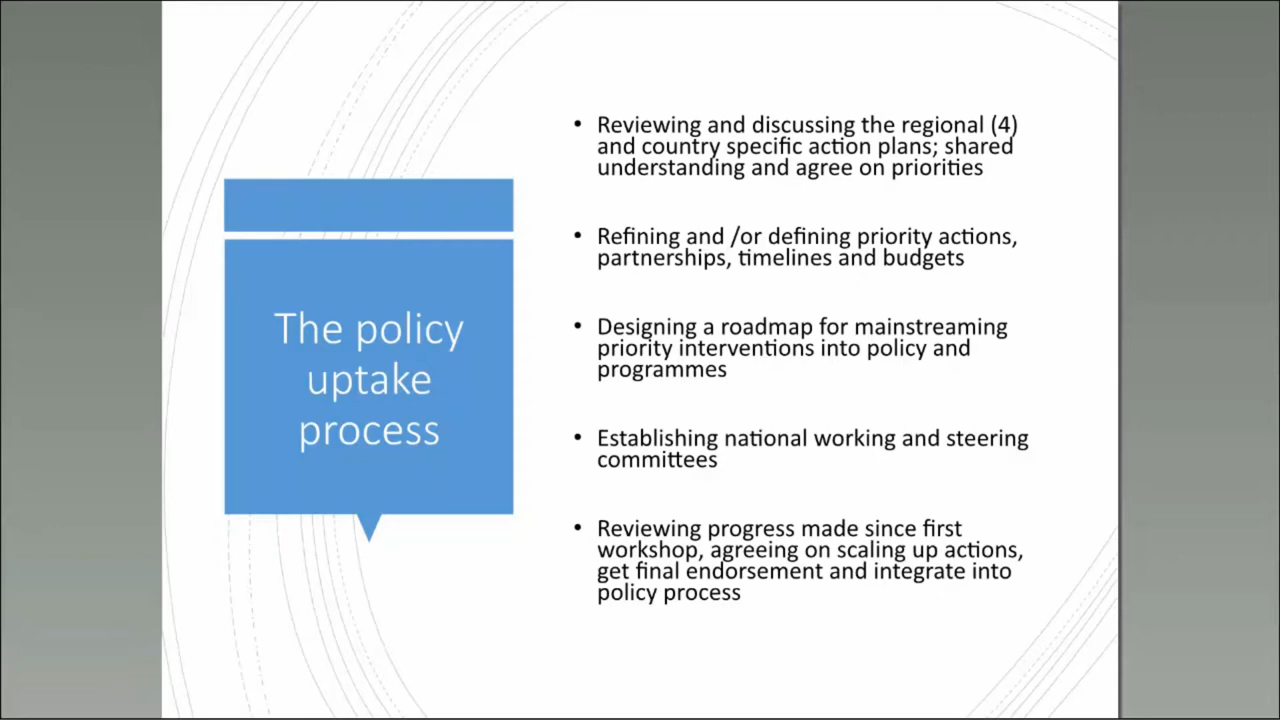 The policy
uptake
process
• Reviewing and discussing the regional (4)
and country specific action plans; shared
understanding and agree on priorities
• Refining and /or defining priority actions,
partnerships, timelines and budgets
• Designing a roadmap for mainstreaming
priority interventions into policy and
programmes
• Establishing national working and steering
committees
• Reviewing progress made since first
workshop, agreeing on scaling up actions,
get final endorsement and integrate into
policy process